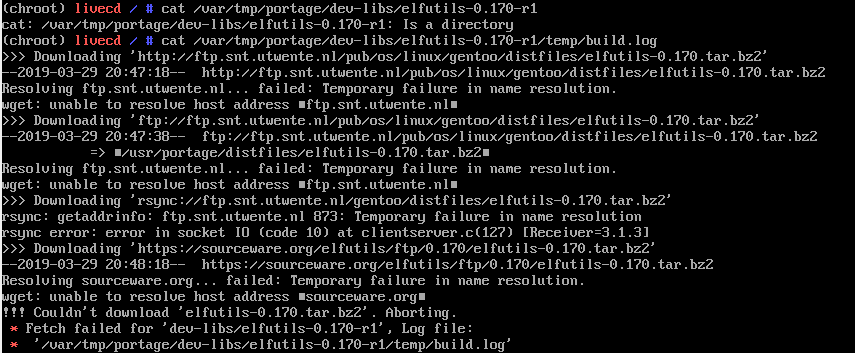 (chroot) livecd / # cat /var/tmp/portage/dev-libs/elfutils-0.170-r1
cat: /var/tmp/portage/dev-libs/elfutils-0.170-r1: Is a directory
(chroot) livecd / # cat /var/tmp/portage/dev-libs/elfutils-0.170-r1/temp/build.log
>>> Downloading 'http://ftp.snt.utwente.nl/pub/os/linux/gentoo/distfiles/elfutils-0.170.tar.bz2'
--2019-03-29 20:47:18--  http://ftp.snt.utwente.nl/pub/os/linux/gentoo/distfiles/elfutils-0.170.tar.bz2
Resolving ftp.snt.utwente.nl... failed: Temporary failure in name resolution.
wget: unable to resolve host address ■ftp.snt.utwente.nl■
>>> Downloading 'ftp://ftp.snt.utwente.nl/pub/os/linux/gentoo/distfiles/elfutils-0.170.tar.bz2'
--2019-03-29 20:47:38--  ftp://ftp.snt.utwente.nl/pub/os/linux/gentoo/distfiles/elfutils-0.170.tar.bz2
           => ■/usr/portage/distfiles/elfutils-0.170.tar.bz2■
Resolving ftp.snt.utwente.nl... failed: Temporary failure in name resolution.
wget: unable to resolve host address ■ftp.snt.utwente.nl■
>>> Downloading 'rsync://ftp.snt.utwente.nl/gentoo/distfiles/elfutils-0.170.tar.bz2'
rsync: getaddrinfo: ftp.snt.utwente.nl 873: Temporary failure in name resolution
rsync error: error in socket IO (code 10) at clientserver.c(127) [Receiver=3.1.3]
>>> Downloading 'https://sourceware.org/elfutils/ftp/0.170/elfutils-0.170.tar.bz2'
--2019-03-29 20:48:18--  https://sourceware.org/elfutils/ftp/0.170/elfutils-0.170.tar.bz2
Resolving sourceware.org... failed: Temporary failure in name resolution.
wget: unable to resolve host address ■sourceware.org■
!!! Couldn't download 'elfutils-0.170.tar.bz2'. Aborting.
 * Fetch failed for 'dev-libs/elfutils-0.170-r1', Log file:
 *  '/var/tmp/portage/dev-libs/elfutils-0.170-r1/temp/build.log'